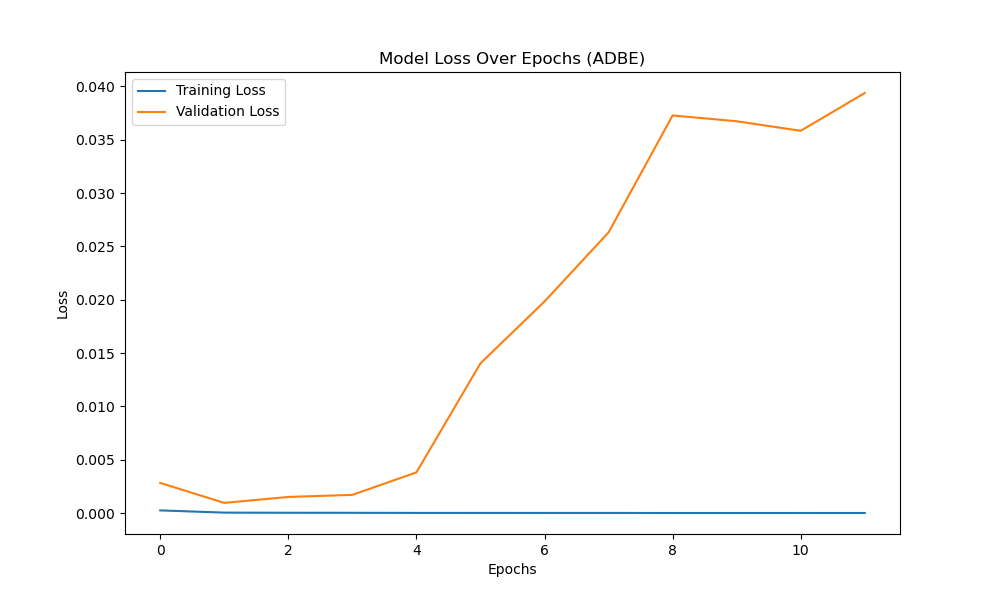 Model Loss Over Epochs (ADBE)
Training Loss
Validation Loss
0.040
0.035
0.030
0.025
0.020
0.015
0.010
0.005
0.000
Loss
0 2 4 6 8 10
Epochs